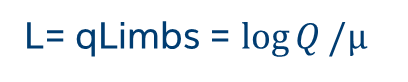 L= qLimbs = log Q /μ